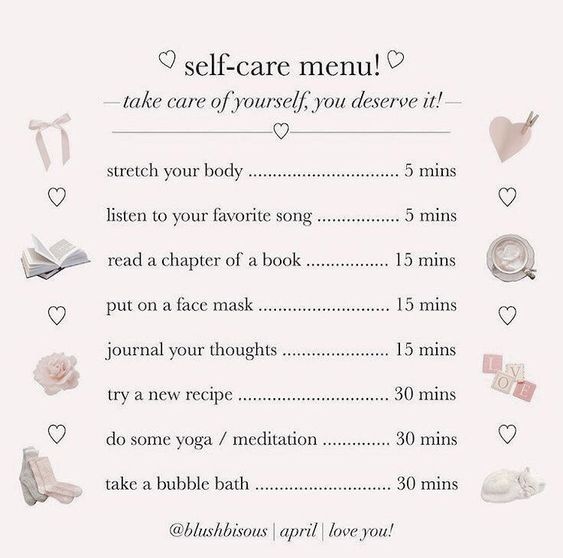 self-care menu!
—take care of yourself, you deserve it!—
stretch your body .............................. 5 mins
listen to your favorite song ................ 5 mins
read a chapter of a book ................ 15 mins
put on a face mask ......................... 15 mins
journal your thoughts ..................... 15 mins
try a new recipe ............................. 30 mins
do some yoga / meditation ............. 30 mins
take a bubble bath .......................... 30 mins
L O
V E
@blushbisous | april | love you!